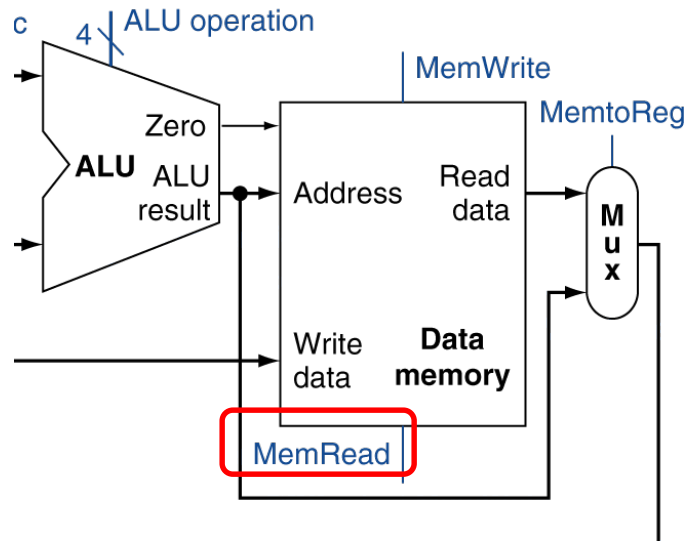 c
4
ALU operation
MemWrite
MemtoReg
Zero
ALU
ALU
result
Address
Read
data
M
u
x
Write
data
Data
memory
MemRead